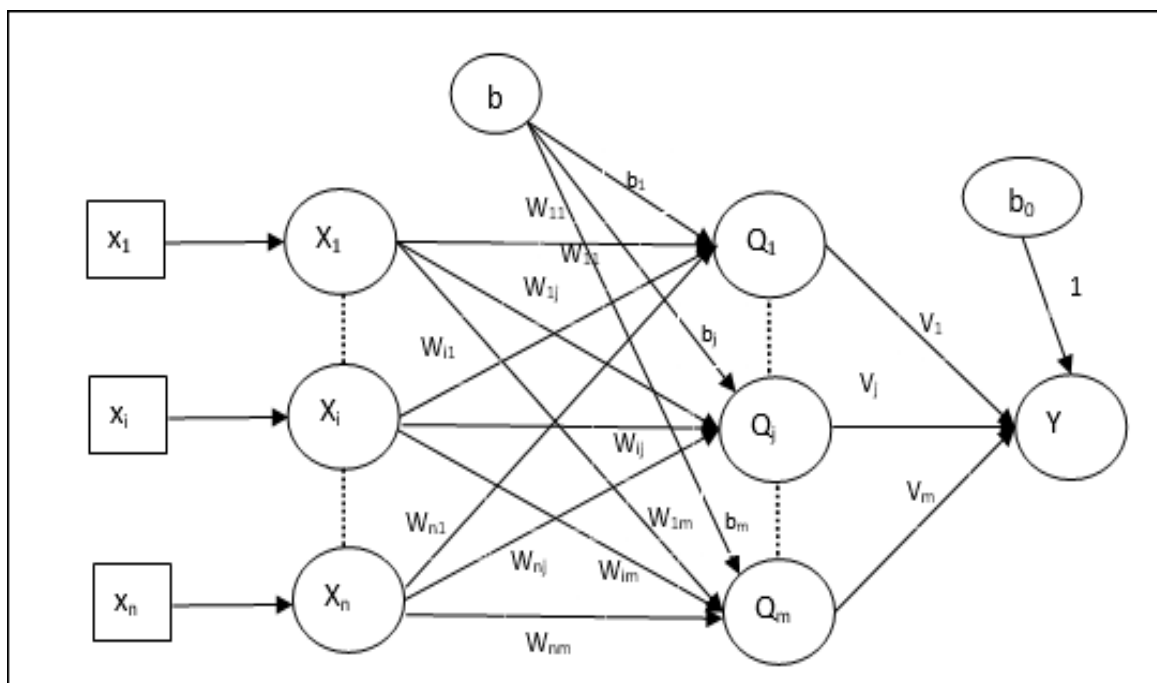 b
b₁
b₀
x₁
X₁
W₁₁
Q₁
W₁₁
1
W₁ⱼ
V₁
Wᵢ₁
bⱼ
xᵢ
Xᵢ
Qⱼ
Vⱼ
Y
Wᵢⱼ
Vₘ
Wₙ₁
W₁ₘ
bₘ
Wₙⱼ
Wᵢₘ
xₙ
Xₙ
Qₘ
Wₙₘ